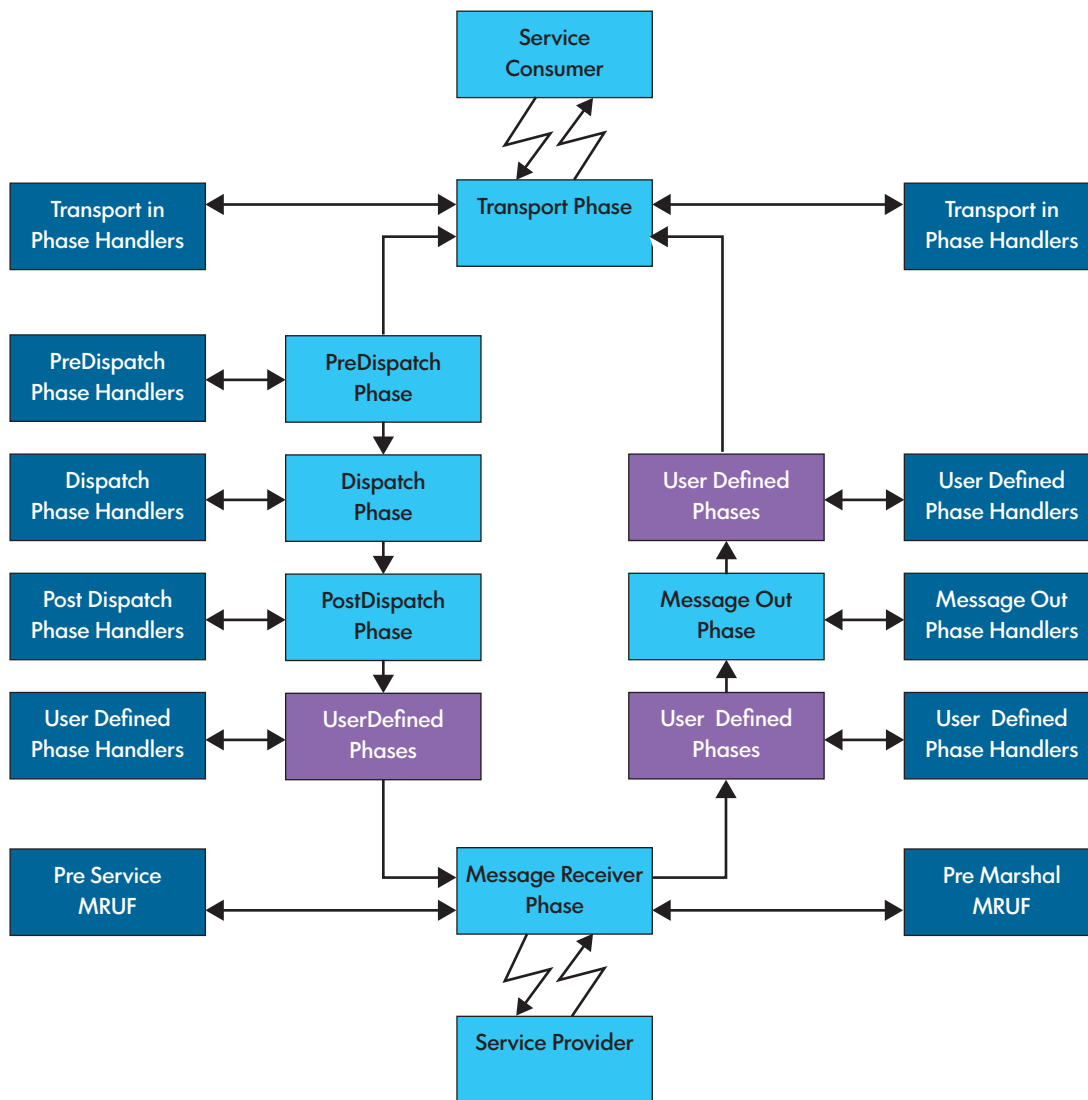 Service
Consumer
Transport in
Phase Handlers
Transport Phase
Transport in
Phase Handlers
PreDispatch
Phase Handlers
PreDispatch
Phase
Dispatch
Phase Handlers
Dispatch
Phase
User Defined
Phases
User Defined
Phase Handlers
Post Dispatch
Phase Handlers
PostDispatch
Phase
Message Out
Phase
Message Out
Phase Handlers
User Defined
Phase Handlers
UserDefined
Phases
User Defined
Phases
User Defined
Phase Handlers
Pre Service
MRUF
Message Receiver
Phase
Pre Marshal
MRUF
Service Provider